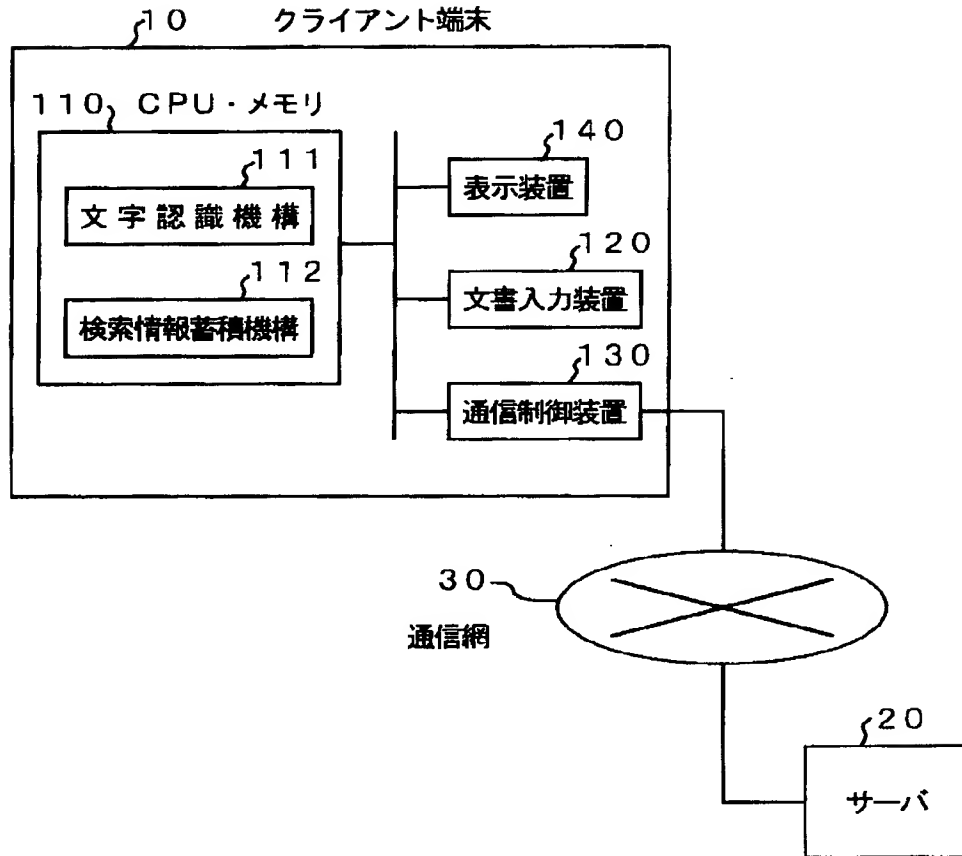 10 クライアント端末
110 CPU・メモリ
111
文字認識機構
112
検索情報蓄積機構
140
表示装置
120
文書入力装置
130
通信制御装置
30
通信網
20
サーバ